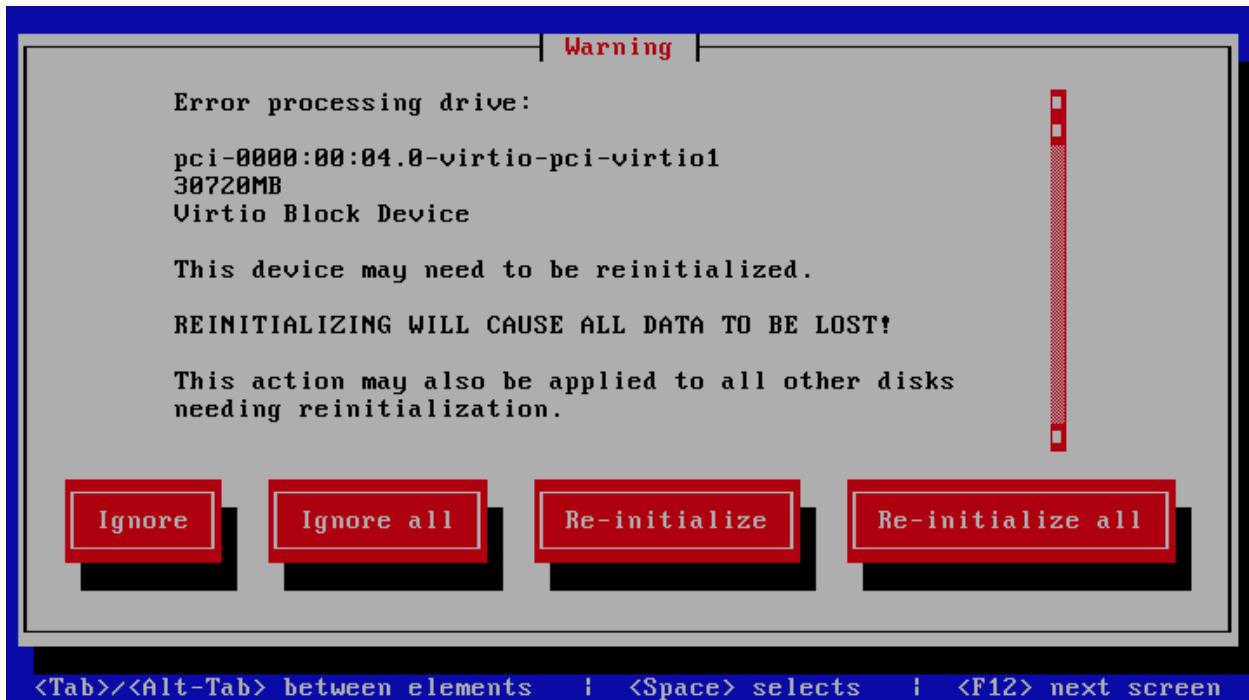 Warning
Error processing drive:
pci-0000:00:04.0-virtio-pci-virtio1
30720MB
Virtio Block Device
This device may need to be reinitialized.
REINITIALIZING WILL CAUSE ALL DATA TO BE LOST!
This action may also be applied to all other disks
needing reinitialization.
Ignore Ignore all Re-initialize Re-initialize all
<Tab>/<Alt-Tab> between elements | <Space> selects | <F12> next screen